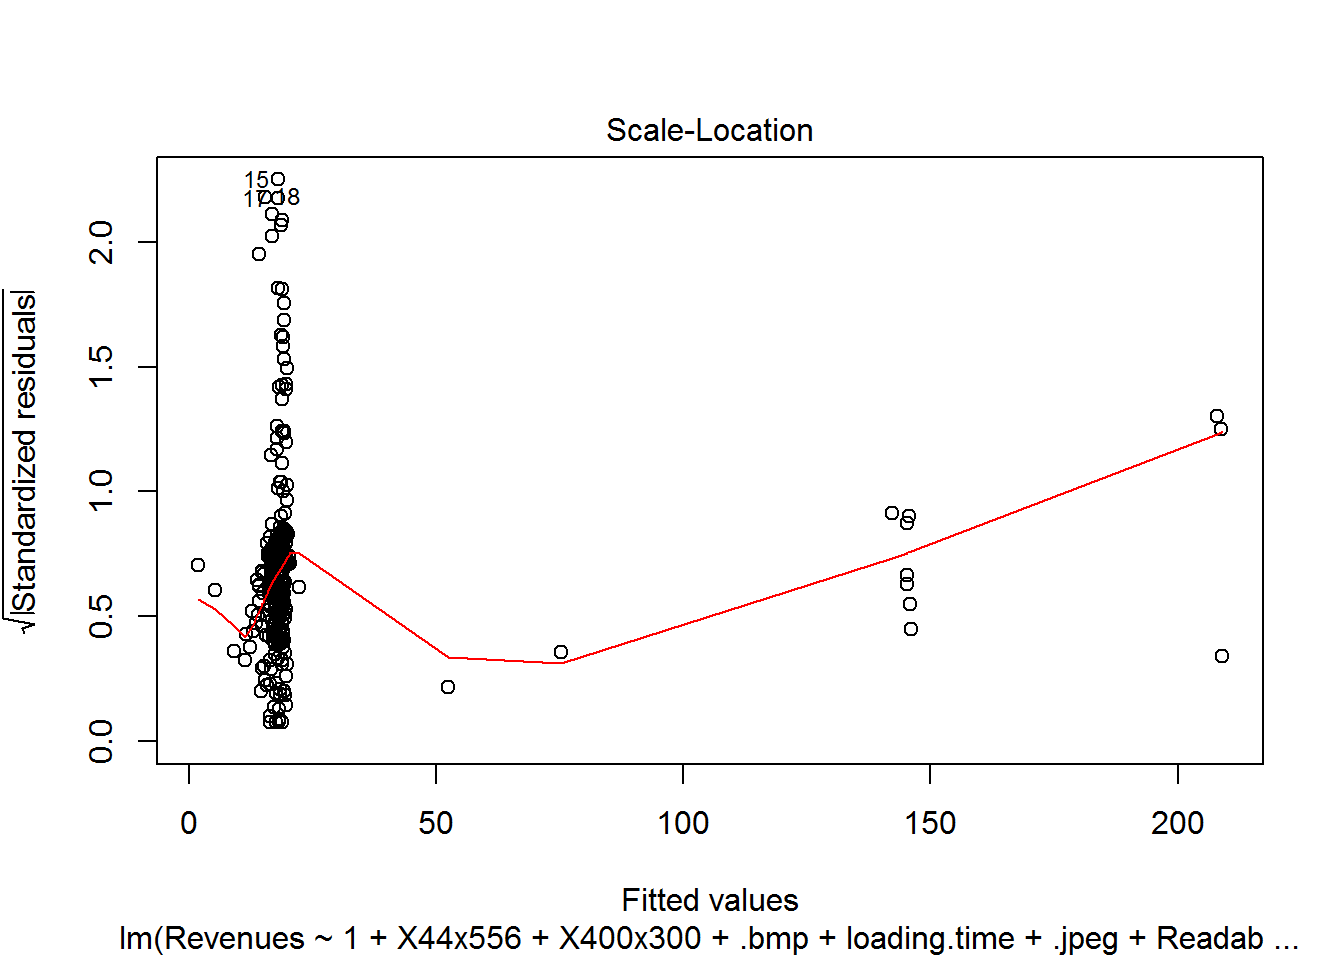 Scale-Location
√|Standardized residuals|
2.0
1.5
1.0
0.5
0.0
15
17 18
0 50 100 150 200
Fitted values
lm(Revenues ~ 1 + X44x556 + X400x300 + .bmp + loading.time + .jpeg + Readab ...